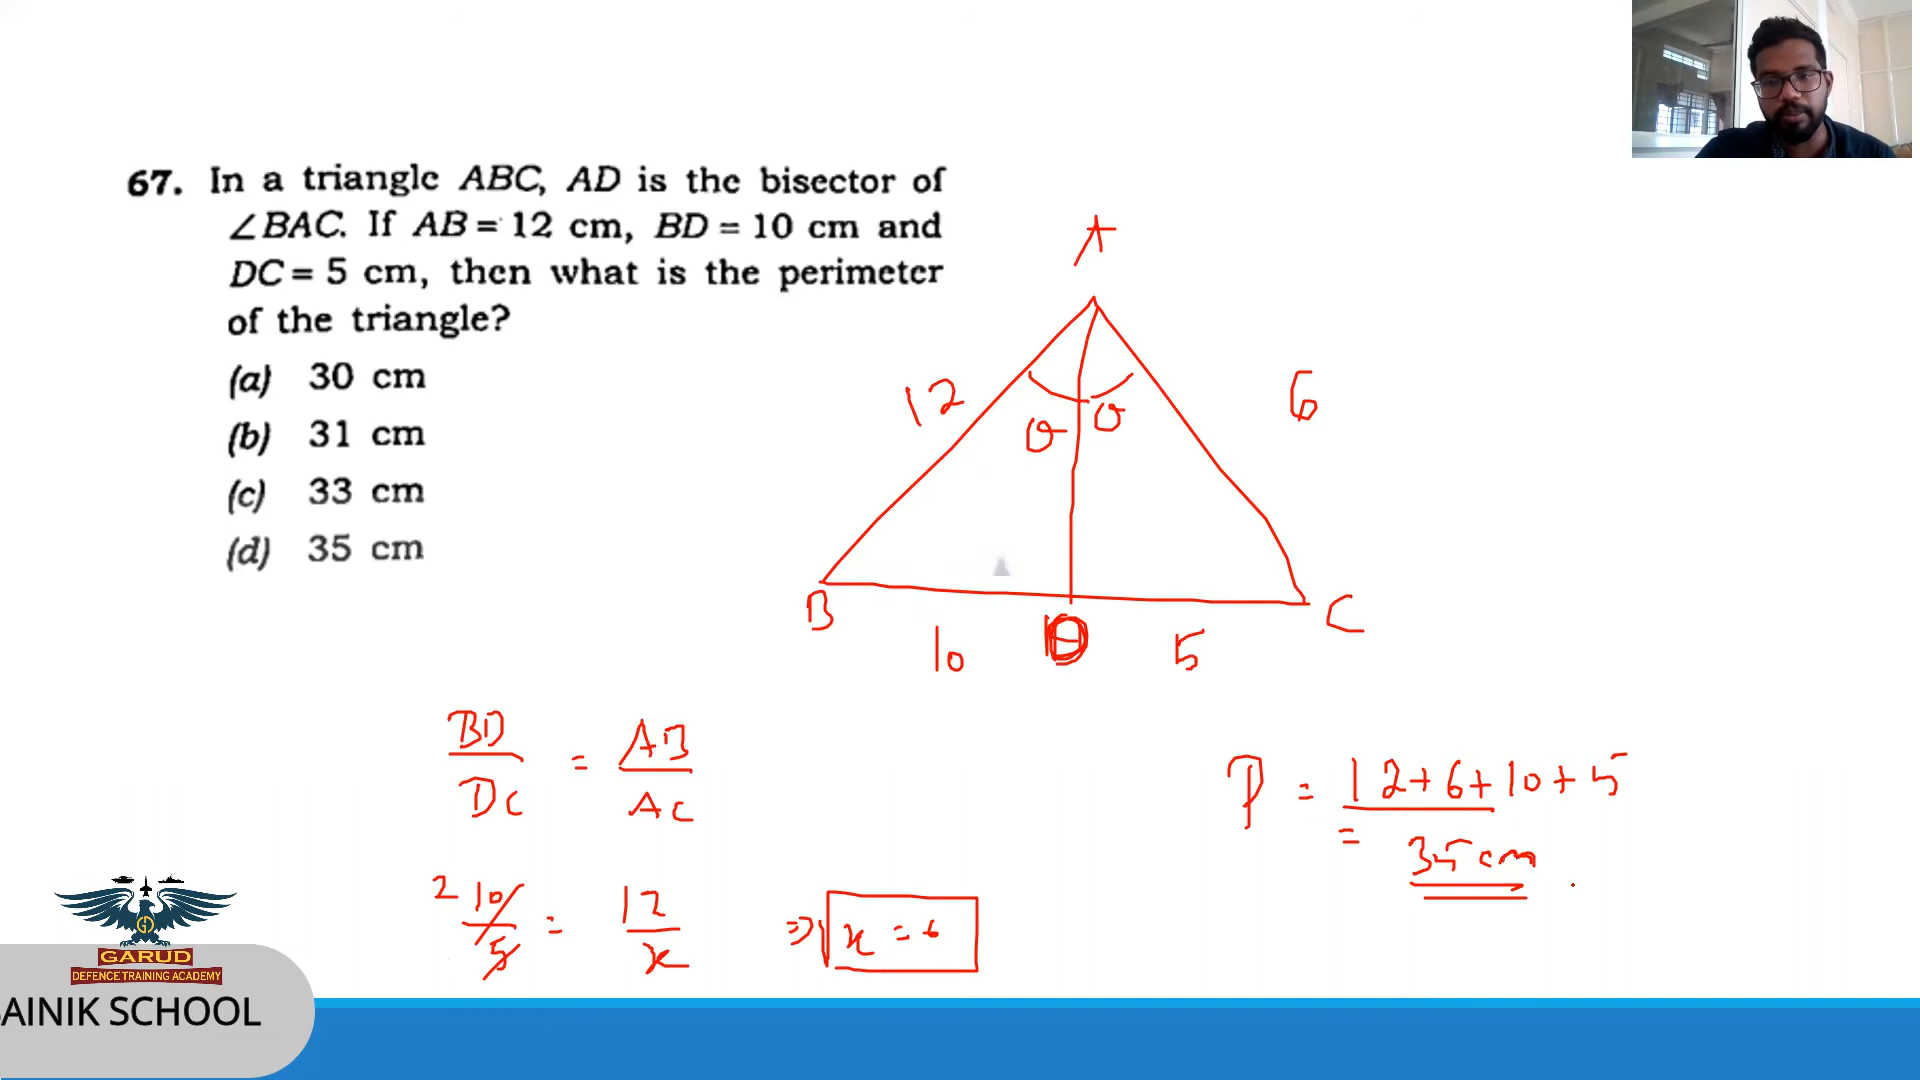 67. In a triangle ABC, AD is the bisector of
∠BAC. If AB = 12 cm, BD = 10 cm and
DC = 5 cm, then what is the perimeter
of the triangle?
(a) 30 cm
(b) 31 cm
(c) 33 cm
(d) 35 cm
A
12
6
θ θ
B
D
C
10
5
BD/DC = AB/AC
2 10/5 = 12/x ⇒ x = 6
P = 12+6+10+5
= 35 cm
GARUD
DEFENCE TRAINING ACADEMY
AINIK SCHOOL